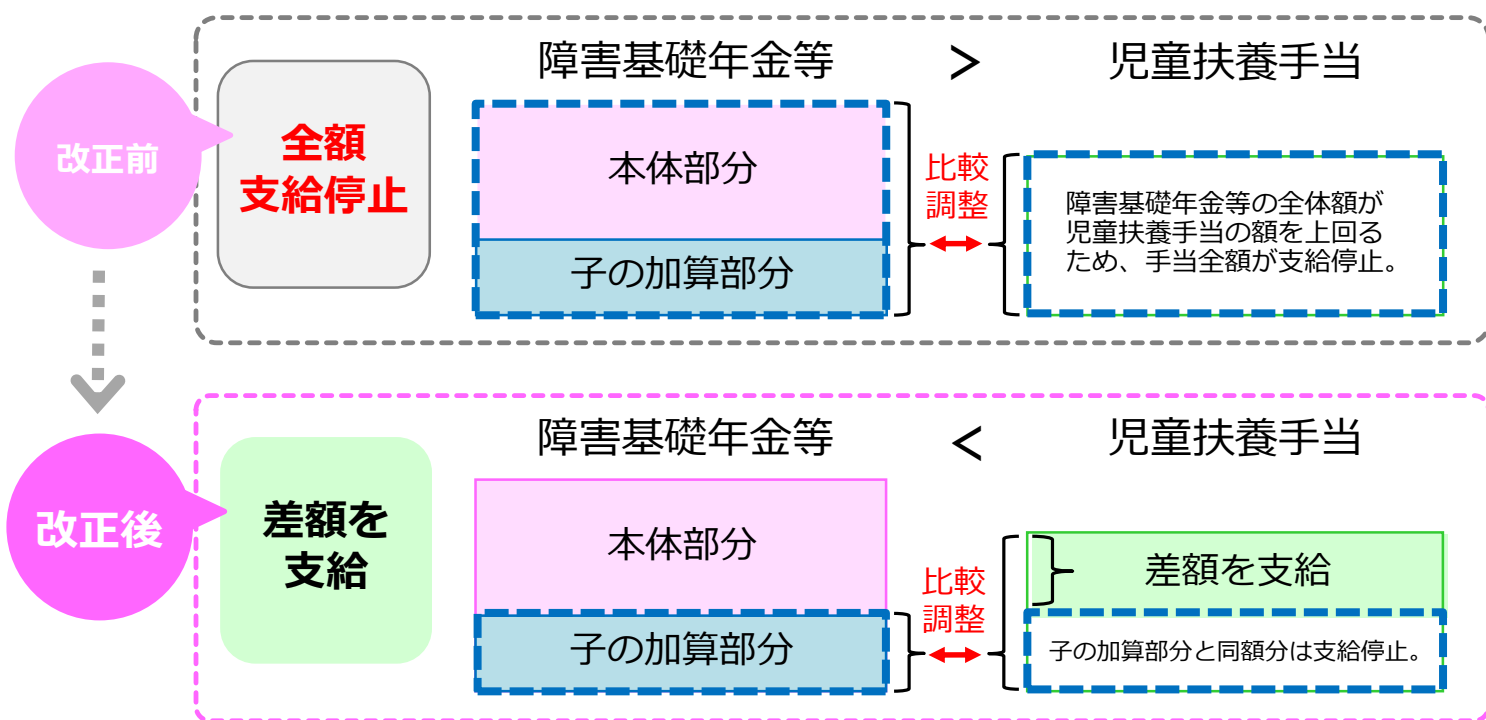 改正前
全額
支給停止
障害基礎年金等 > 児童扶養手当
本体部分
子の加算部分
比較
調整
障害基礎年金等の全体額が
児童扶養手当の額を上回る
ため、手当全額が支給停止。
改正後
差額を
支給
障害基礎年金等 < 児童扶養手当
本体部分
子の加算部分
比較
調整
差額を支給
子の加算部分と同額分は支給停止。